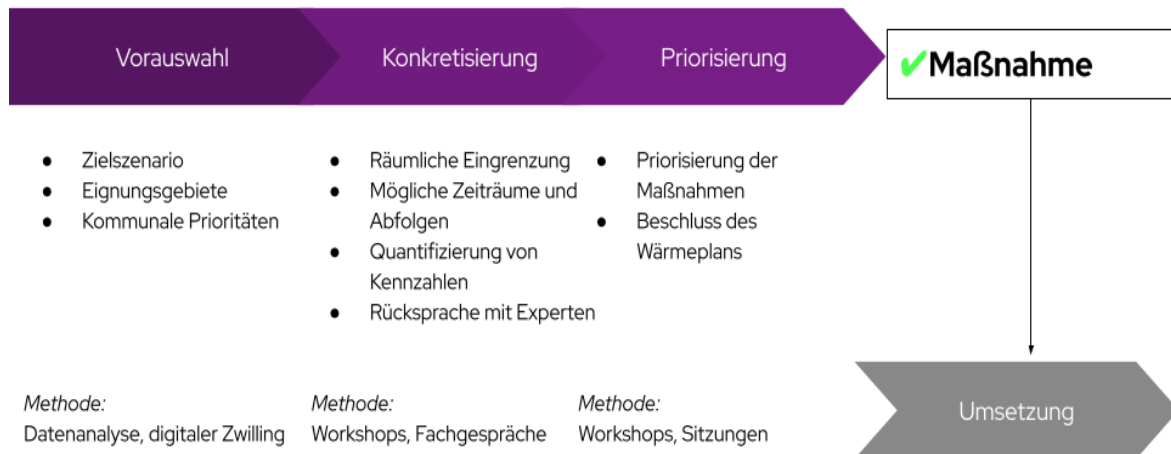 Vorauswahl
Konkretisierung
Priorisierung
✔Maßnahme
● Zielszenario
● Eignungsgebiete
● Kommunale Prioritäten
● Räumliche Eingrenzung
● Mögliche Zeiträume und
Abfolgen
● Quantifizierung von
Kennzahlen
● Rücksprache mit Experten
● Priorisierung der
Maßnahmen
● Beschluss des
Wärmeplans
Methode:
Datenanalyse, digitaler Zwilling
Methode:
Workshops, Fachgespräche
Methode:
Workshops, Sitzungen
Umsetzung